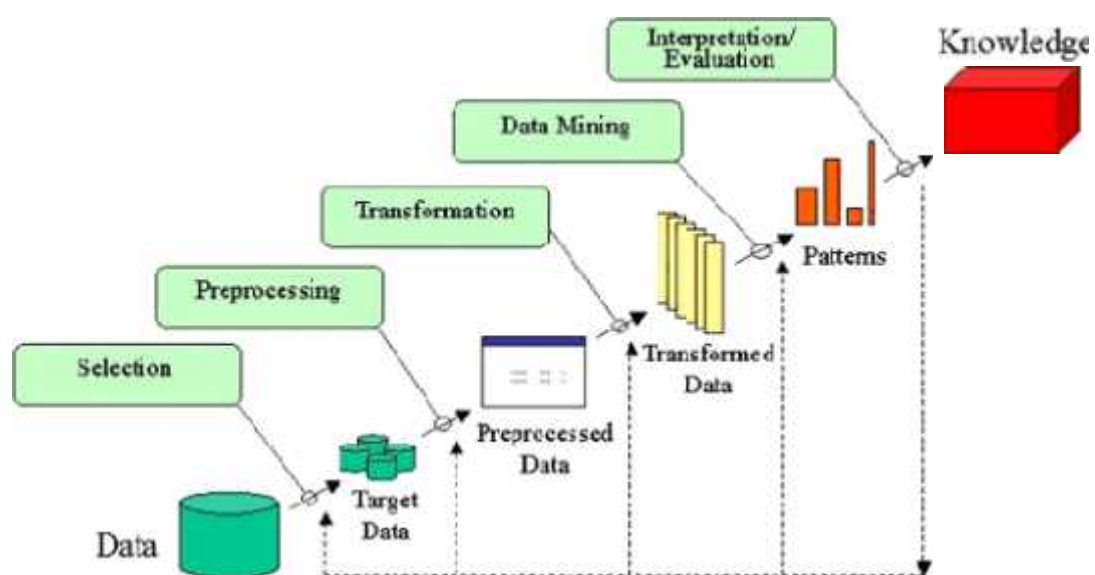 Interpretation/
Evaluation
Knowledge
Data Mining
Transformation
Patterns
Preprocessing
Transformed
Data
Selection
Preprocessed
Data
Target
Data
Data